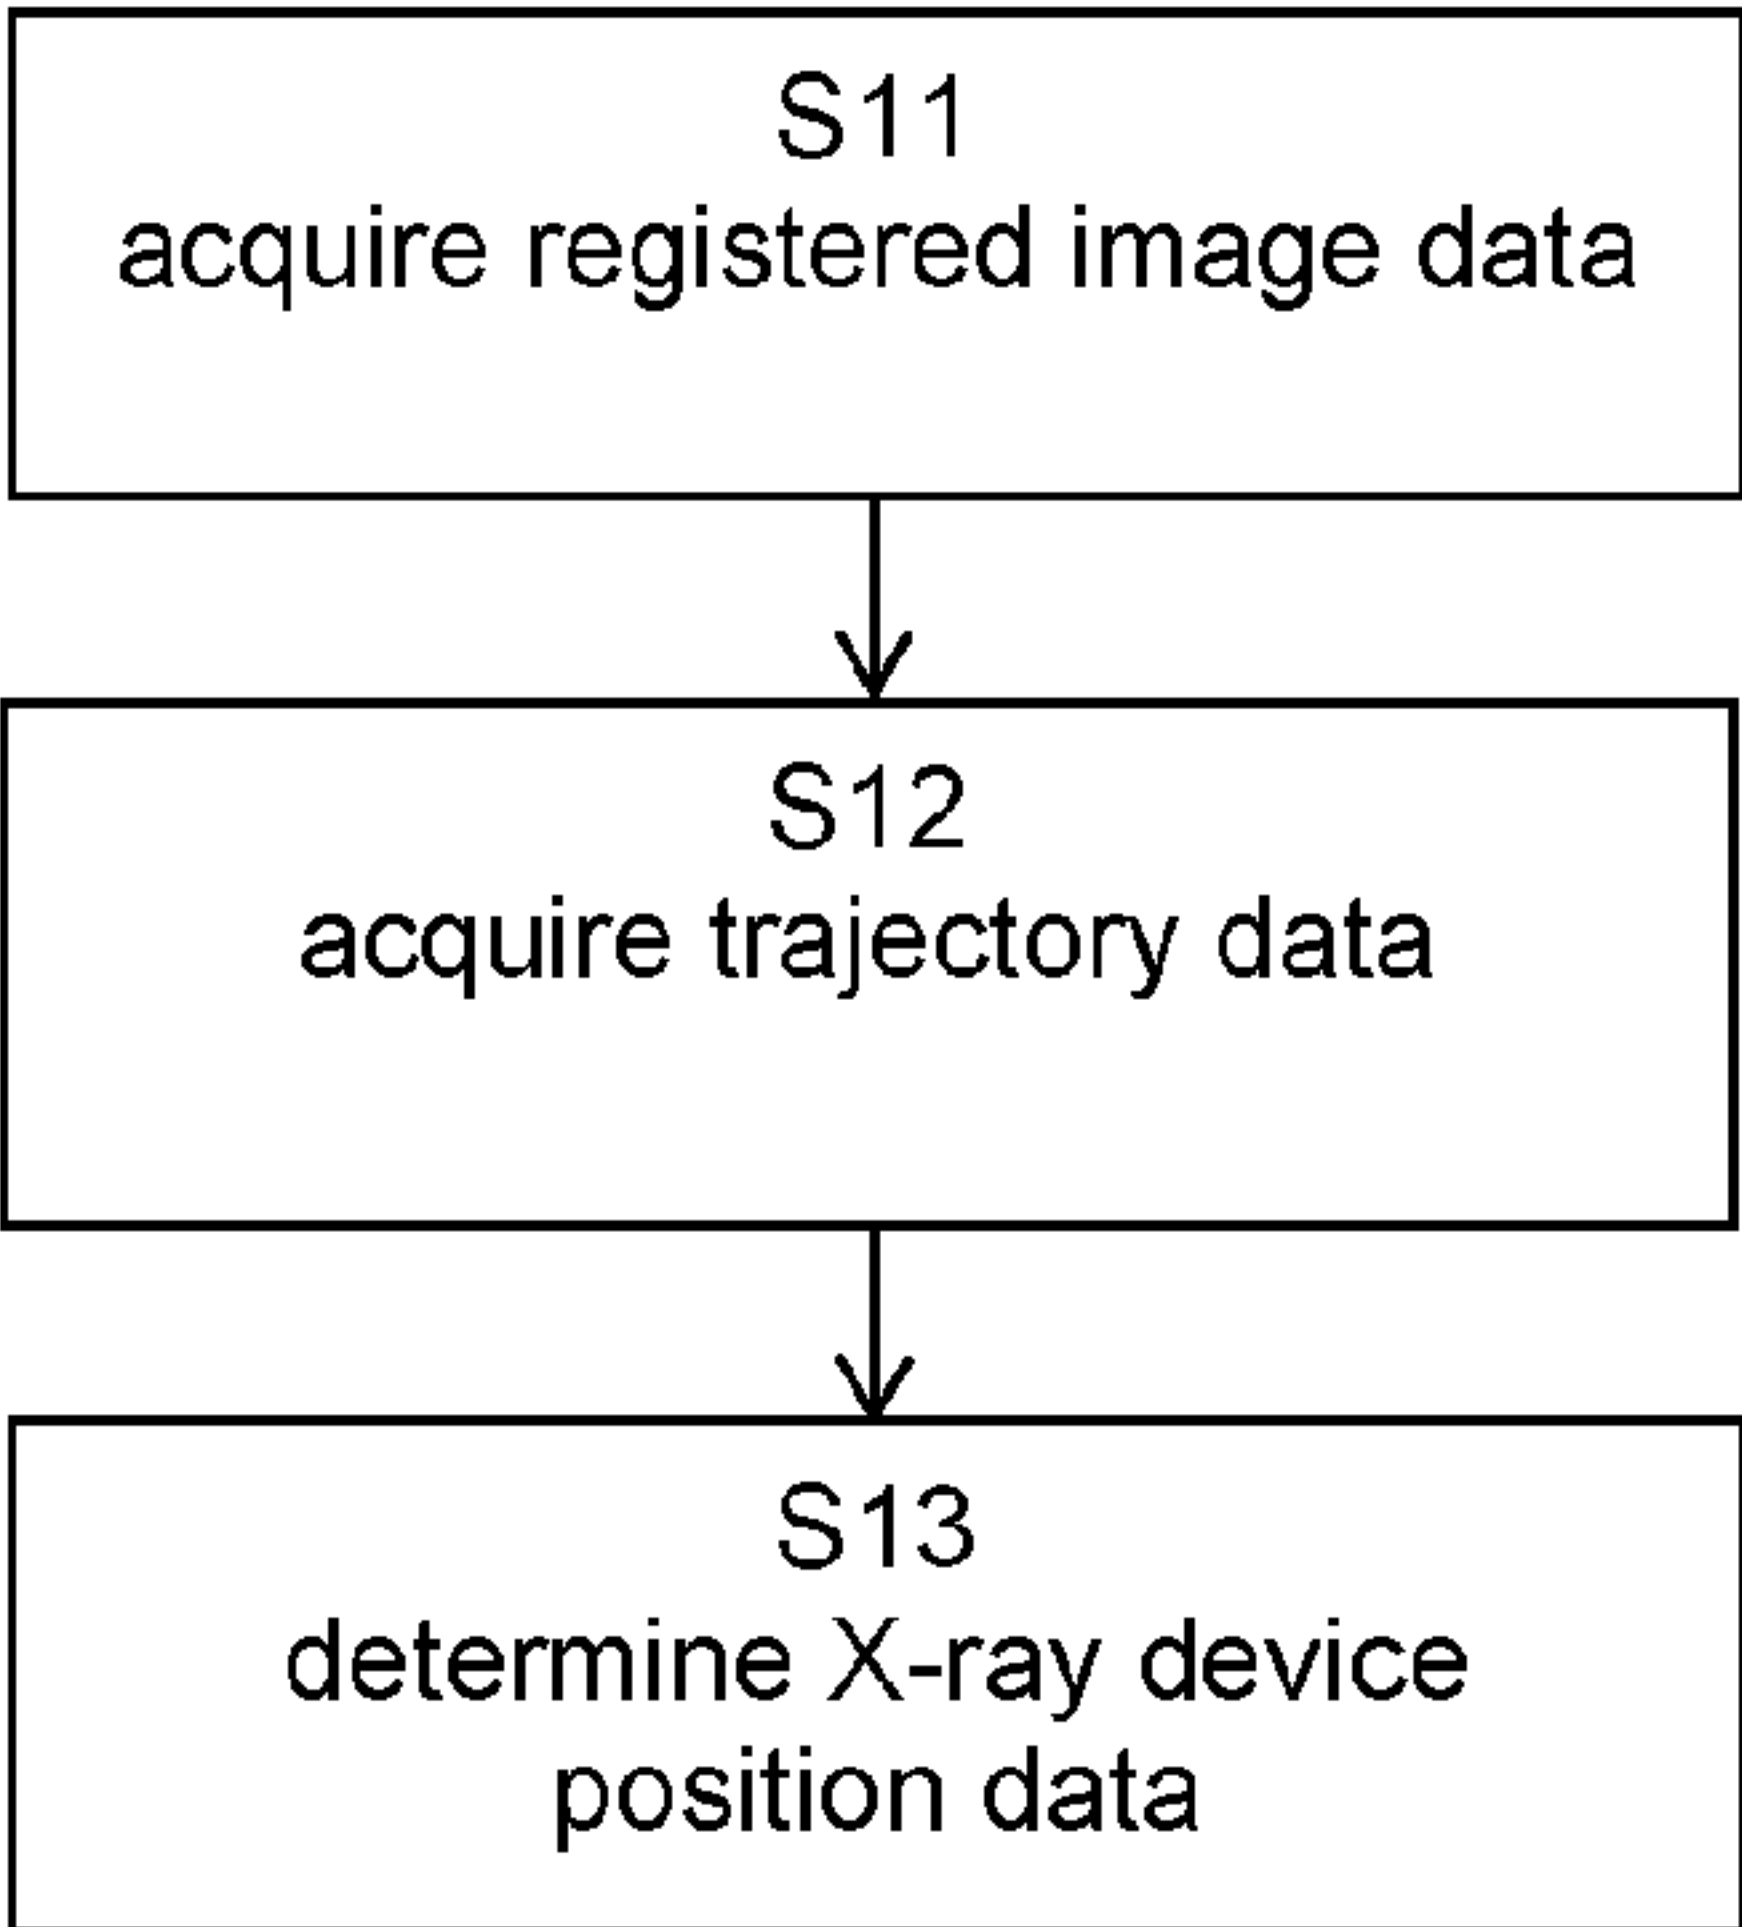 S11
acquire registered image data
S12
acquire trajectory data
S13
determine X-ray device
position data